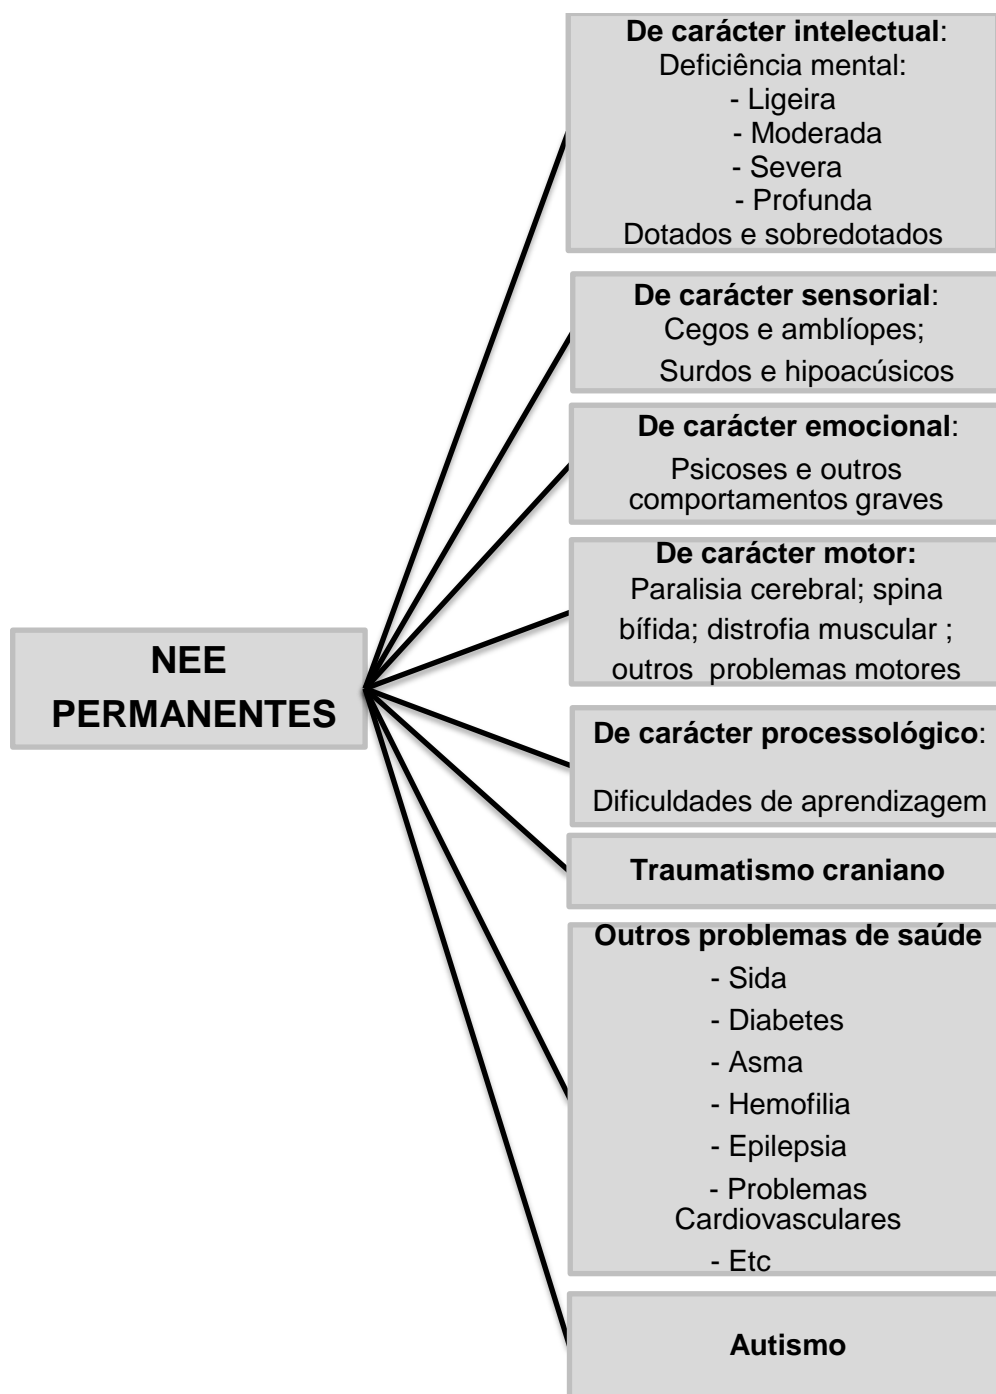 De carácter intelectual:
Deficiência mental:
- Ligeira
- Moderada
- Severa
- Profunda
Dotados e sobredotados
De carácter sensorial:
Cegos e amblíopes;
Surdos e hipoacúsicos
De carácter emocional:
Psicoses e outros
comportamentos graves
De carácter motor:
Paralisia cerebral; spina
bífida; distrofia muscular ;
outros problemas motores
NEE
PERMANENTES
De carácter processológico:
Dificuldades de aprendizagem
Traumatismo craniano
Outros problemas de saúde
- Sida
- Diabetes
- Asma
- Hemofilia
- Epilepsia
- Problemas
Cardiovasculares
- Etc
Autismo